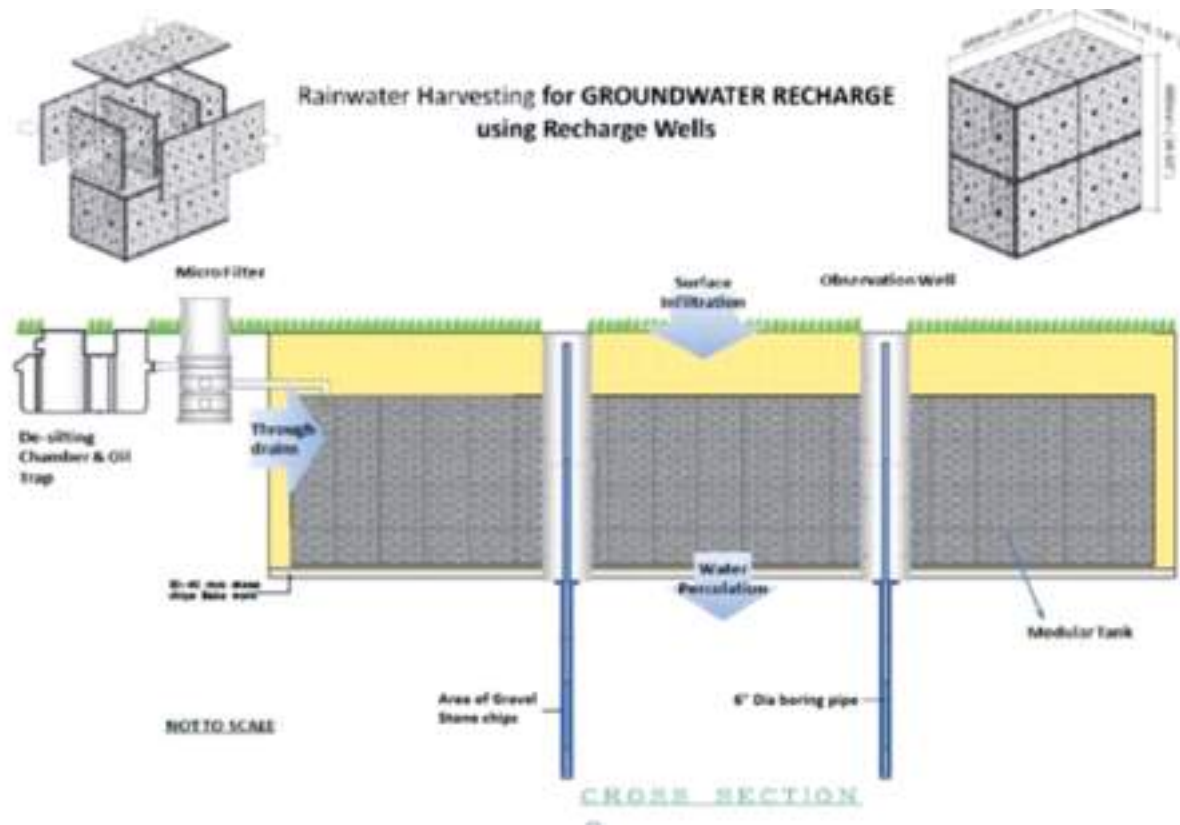 Rainwater Harvesting for GROUNDWATER RECHARGE
using Recharge Wells
Micro Filter
Surface
Infiltration
Observation Well
De-silting
Chamber & Oil
Trap
Through
drains
Water
Percolation
Modular Tank
Area of Gravel
Stone chips
6" Dia boring pipe
NOT TO SCALE
CROSS SECTION